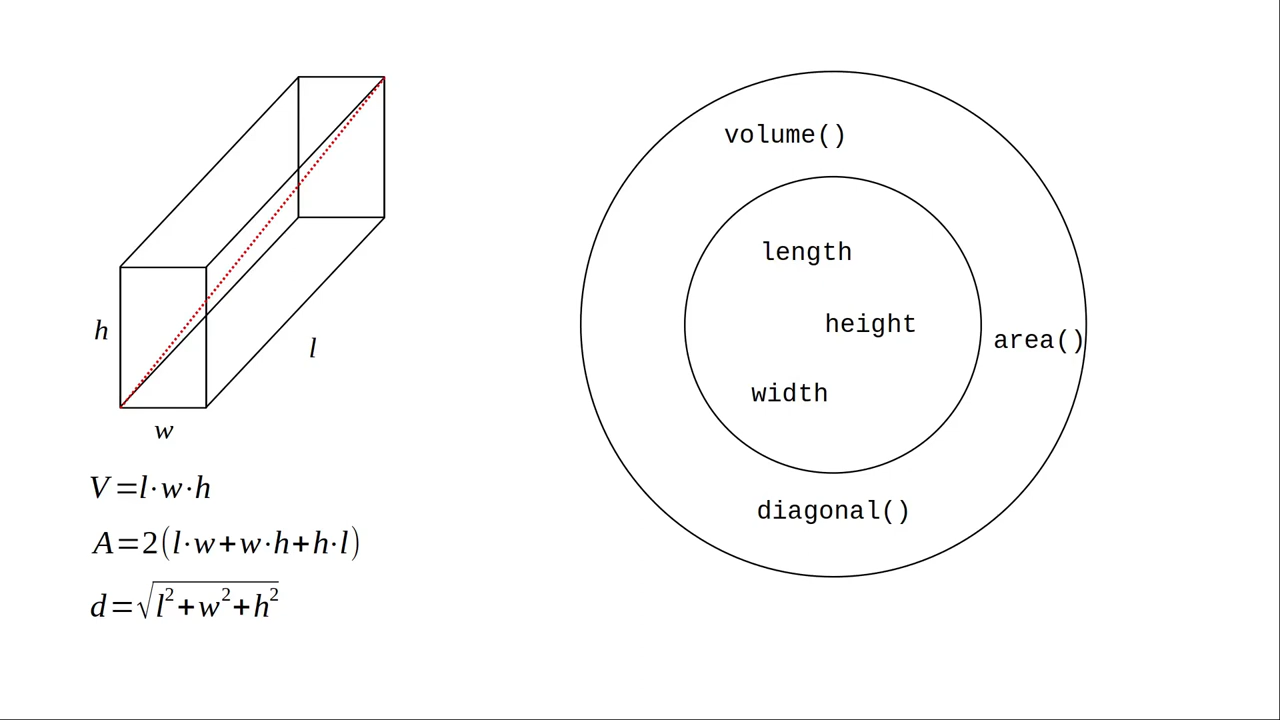 h
l
w
V=l·w·h
A=2(l·w+w·h+h·l)
d=√l²+w²+h²
volume()
length
height
area()
width
diagonal()